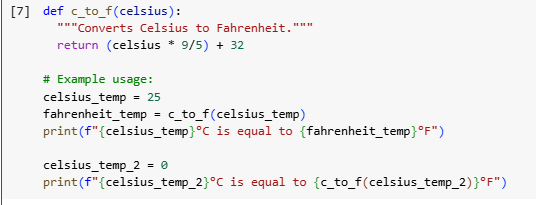 [7] def c_to_f(celsius):
"""Converts Celsius to Fahrenheit."""
return (celsius * 9/5) + 32
# Example usage:
celsius_temp = 25
fahrenheit_temp = c_to_f(celsius_temp)
print(f"{celsius_temp}°C is equal to {fahrenheit_temp}°F")
celsius_temp_2 = 0
print(f"{celsius_temp_2}°C is equal to {c_to_f(celsius_temp_2)}°F")